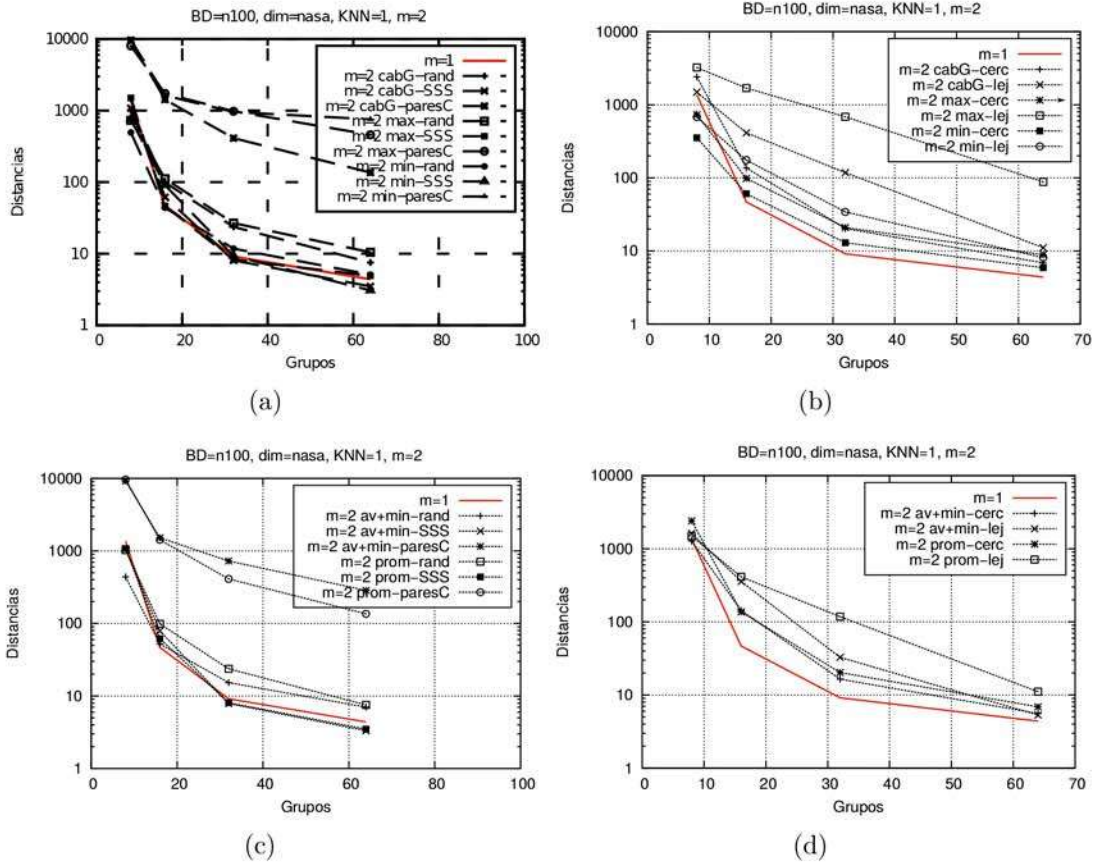 BD=n100, dim=nasa, KNN=1, m=2
10000
1000
100
10
1
Distancias
0
20
40
60
80
100
Grupos
m=1
m=2 cabG-rand
m=2 cabG-SSS
m=2 cabG-paresC
m=2 max-rand
m=2 max-SSS
m=2 max-paresC
m=2 min-rand
m=2 min-SSS
m=2 min-paresC
(a)
BD=n100, dim=nasa, KNN=1, m=2
10000
1000
100
10
1
Distancias
0
10
20
30
40
50
60
70
Grupos
m=1
m=2 cabG-cerc
m=2 cabG-lej
m=2 max-cerc
m=2 max-lej
m=2 min-cerc
m=2 min-lej
(b)
BD=n100, dim=nasa, KNN=1, m=2
10000
1000
100
10
1
Distancias
0
20
40
60
80
100
Grupos
m=1
m=2 av+min-rand
m=2 av+min-SSS
m=2 av+min-paresC
m=2 prom-rand
m=2 prom-SSS
m=2 prom-paresC
(c)
BD=n100, dim=nasa, KNN=1, m=2
10000
1000
100
10
1
Distancias
0
10
20
30
40
50
60
70
Grupos
m=1
m=2 av+min-cerc
m=2 av+min-lej
m=2 prom-cerc
m=2 prom-lej
(d)